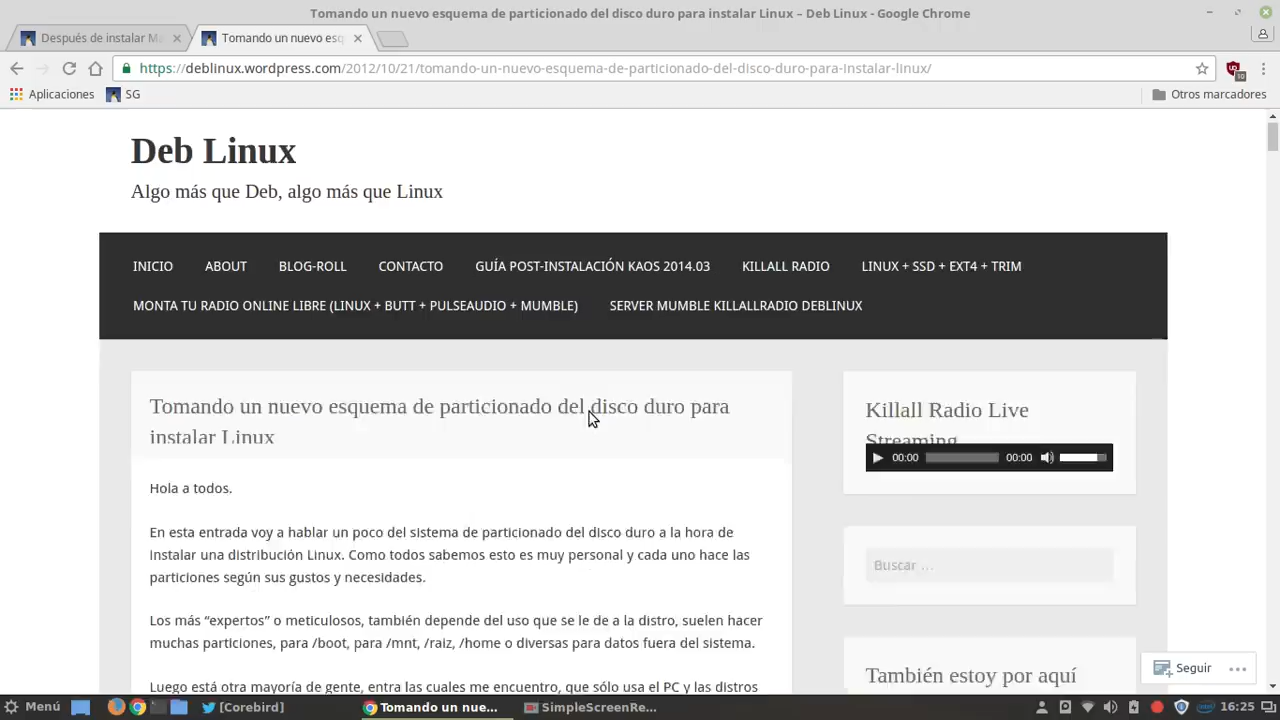 Tomando un nuevo esquema de particionado del disco duro para instalar Linux – Deb Linux - Google Chrome
Después de instalar Ma
Tomando un nuevo esq
https://deblinux.wordpress.com/2012/10/21/tomando-un-nuevo-esquema-de-particionado-del-disco-duro-para-instalar-linux/
10
Aplicaciones
SG
Otros marcadores
Deb Linux
Algo más que Deb, algo más que Linux
INICIO
ABOUT
BLOG-ROLL
CONTACTO
GUÍA POST-INSTALACIÓN KAOS 2014.03
KILLALL RADIO
LINUX + SSD + EXT4 + TRIM
MONTA TU RADIO ONLINE LIBRE (LINUX + BUTT + PULSEAUDIO + MUMBLE)
SERVER MUMBLE KILLALLRADIO DEBLINUX
Tomando un nuevo esquema de particionado del disco duro para
instalar Linux
Hola a todos.
En esta entrada voy a hablar un poco del sistema de particionado del disco duro a la hora de
instalar una distribución Linux. Como todos sabemos esto es muy personal y cada uno hace las
particiones según sus gustos y necesidades.
Los más “expertos” o meticulosos, también depende del uso que se le de a la distro, suelen hacer
muchas particiones, para /boot, para /mnt, /raiz, /home o diversas para datos fuera del sistema.
Luego está otra mayoría de gente, entra las cuales me encuentro, que sólo usa el PC y las distros
Killall Radio Live
Streaming
00:00
00:00
Buscar …
También estoy por aquí
Seguir
Menú
[Corebird]
Tomando un nue...
SimpleScreenRe...
16:25